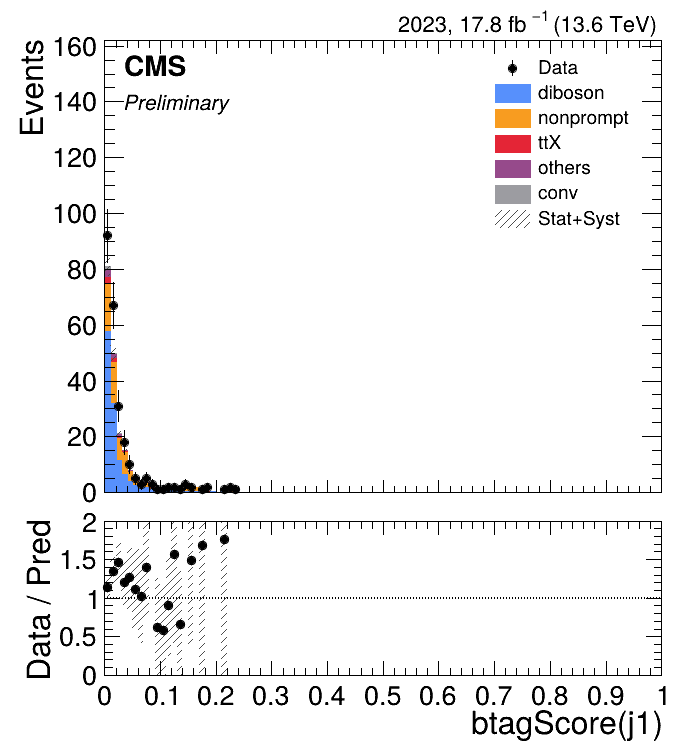 2023, 17.8 fb⁻¹ (13.6 TeV)
Events
160
140
120
100
80
60
40
20
0
CMS
Preliminary
Data
diboson
nonprompt
ttX
others
conv
Stat+Syst
Data / Pred
2
1.5
1
0.5
0
0 0.1 0.2 0.3 0.4 0.5 0.6 0.7 0.8 0.9 1
btagScore(j1)